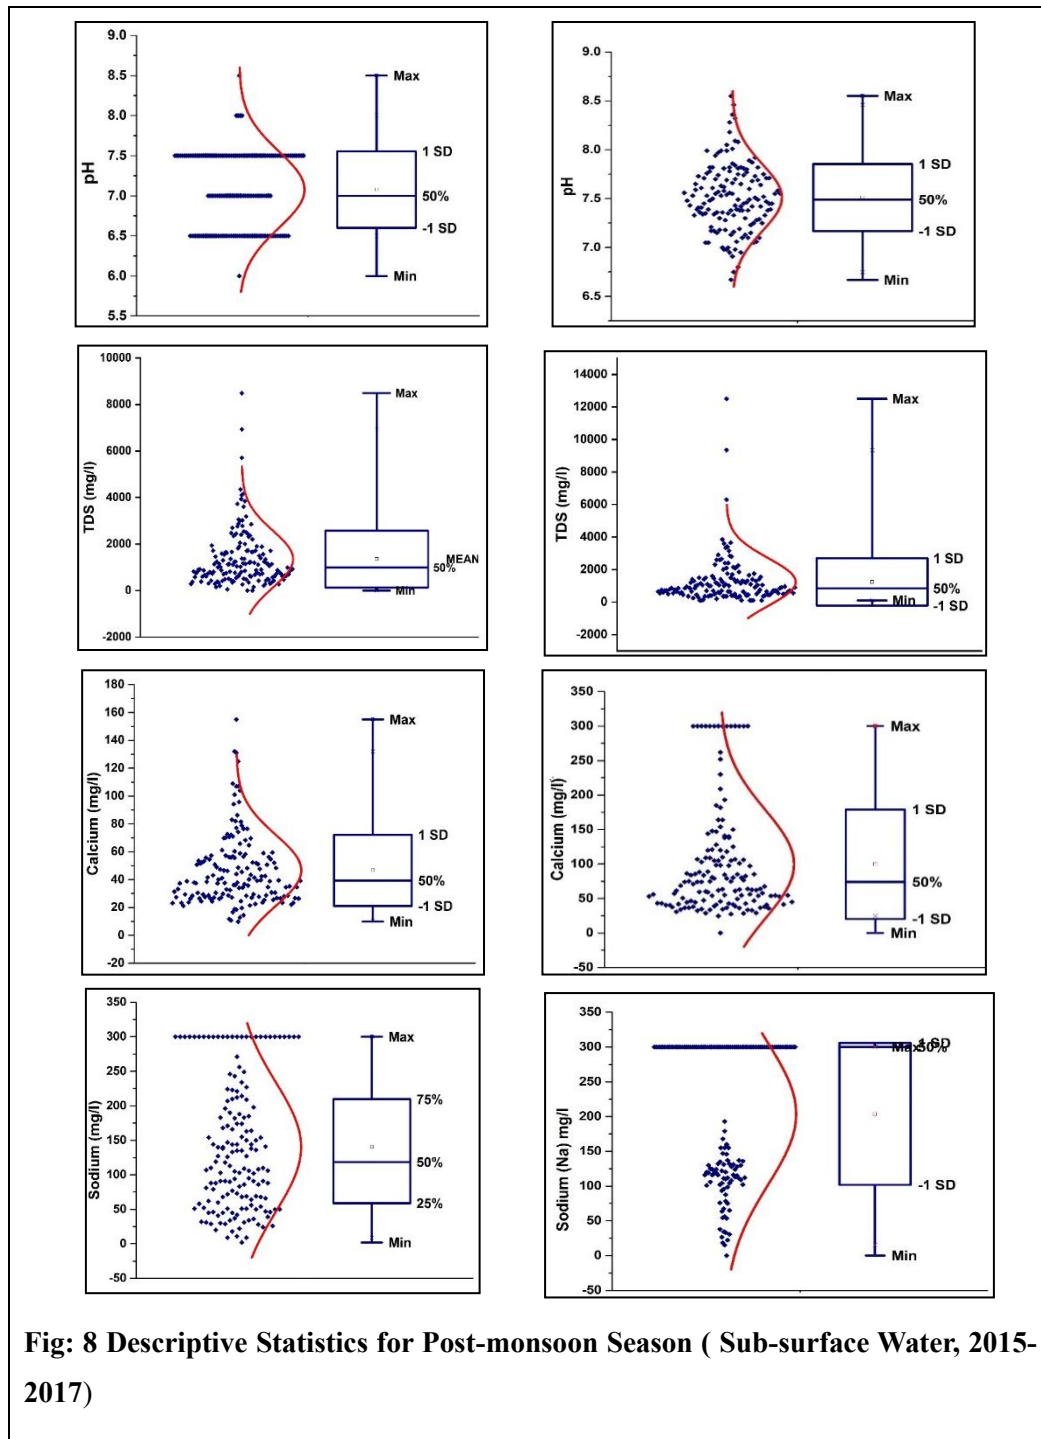 9.0
8.5
8.0
7.5
7.0
6.5
6.0
5.5
pH
Max
1 SD
50%
-1 SD
Min
9.0
8.5
8.0
7.5
7.0
6.5
pH
Max
1 SD
50%
-1 SD
Min
10000
8000
6000
4000
2000
0
-2000
TDS (mg/l)
Max
MEAN
50%
Min
14000
12000
10000
8000
6000
4000
2000
0
-2000
TDS (mg/l)
Max
1 SD
50%
Min
-1 SD
180
160
140
120
100
80
60
40
20
0
-20
Calcium (mg/l)
Max
1 SD
50%
-1 SD
Min
350
300
250
200
150
100
50
0
-50
Calcium (mg/l)
Max
1 SD
50%
-1 SD
Min
350
300
250
200
150
100
50
0
-50
Sodium (mg/l)
Max
75%
50%
25%
Min
350
300
250
200
150
100
50
0
-50
Sodium (Na) mg/l
1 SD
Max
50%
-1 SD
Min
Fig: 8 Descriptive Statistics for Post-monsoon Season ( Sub-surface Water, 2015-
2017)